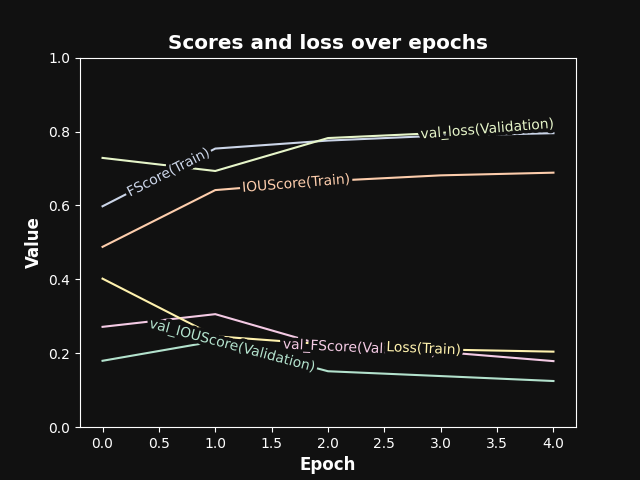 Scores and loss over epochs
1.0
0.8
0.6
0.4
0.2
0.0
Value
FScore(Train)
val_loss(Validation)
IOUScore(Train)
val_IOUScore(Validation)
val_FScore(Val
Loss(Train)
0.0 0.5 1.0 1.5 2.0 2.5 3.0 3.5 4.0
Epoch